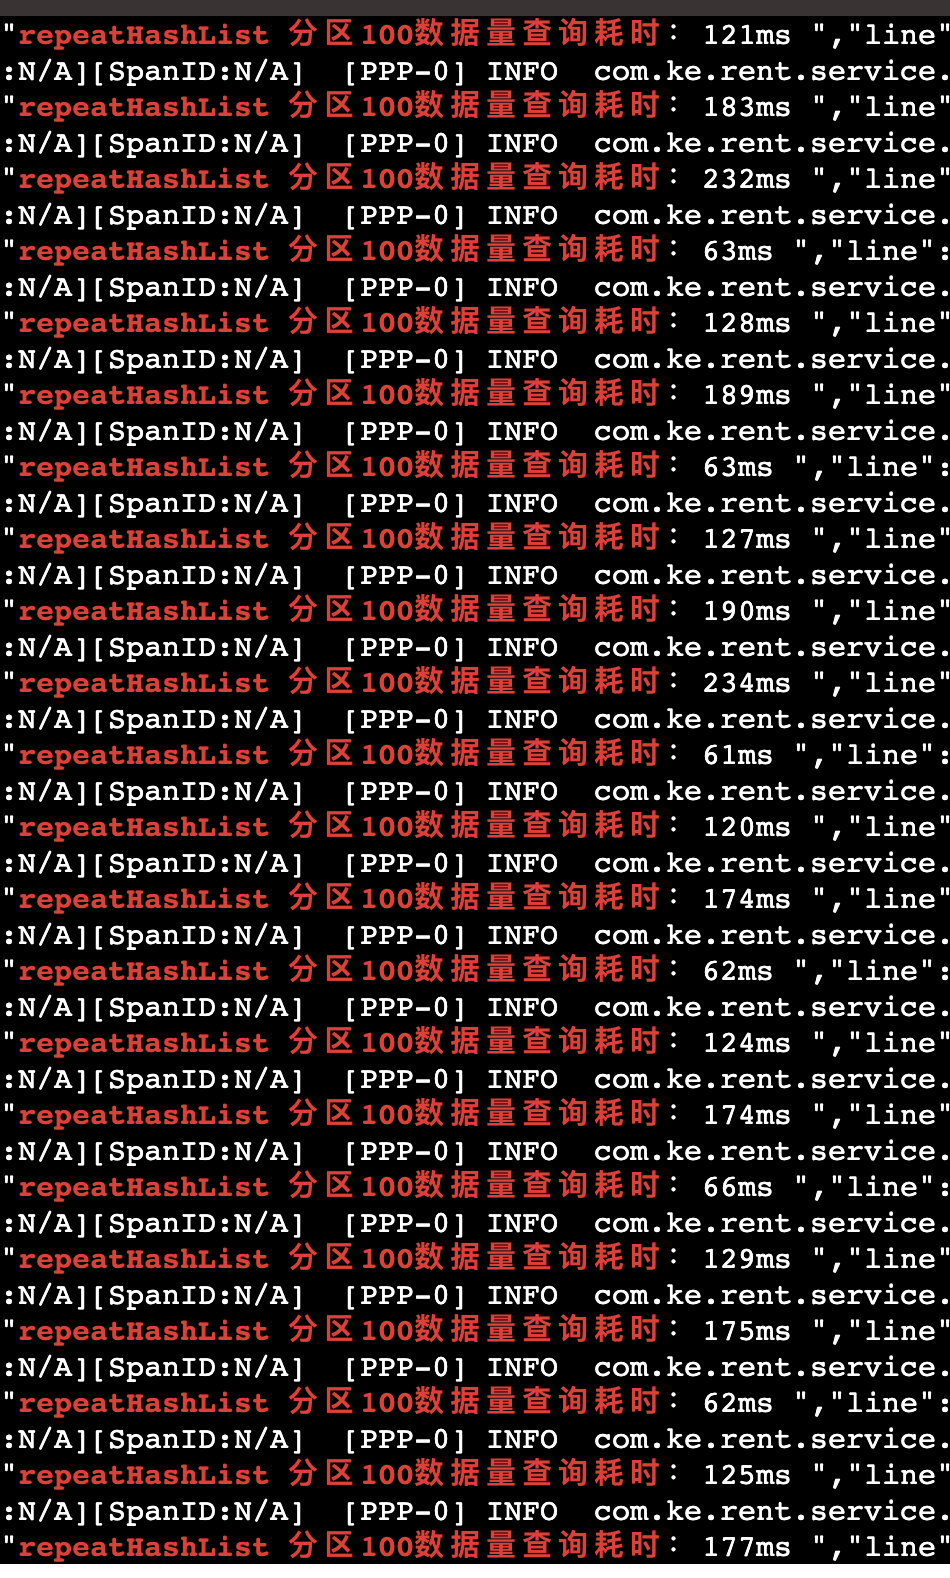 "repeatHashList 分区100数据量查询耗时: 121ms ","line"
:N/A][SpanID:N/A]  [PPP-0] INFO  com.ke.rent.service.
"repeatHashList 分区100数据量查询耗时: 183ms ","line"
:N/A][SpanID:N/A]  [PPP-0] INFO  com.ke.rent.service.
"repeatHashList 分区100数据量查询耗时: 232ms ","line"
:N/A][SpanID:N/A]  [PPP-0] INFO  com.ke.rent.service.
"repeatHashList 分区100数据量查询耗时: 63ms ","line":
:N/A][SpanID:N/A]  [PPP-0] INFO  com.ke.rent.service.
"repeatHashList 分区100数据量查询耗时: 128ms ","line"
:N/A][SpanID:N/A]  [PPP-0] INFO  com.ke.rent.service.
"repeatHashList 分区100数据量查询耗时: 189ms ","line"
:N/A][SpanID:N/A]  [PPP-0] INFO  com.ke.rent.service.
"repeatHashList 分区100数据量查询耗时: 63ms ","line":
:N/A][SpanID:N/A]  [PPP-0] INFO  com.ke.rent.service.
"repeatHashList 分区100数据量查询耗时: 127ms ","line"
:N/A][SpanID:N/A]  [PPP-0] INFO  com.ke.rent.service.
"repeatHashList 分区100数据量查询耗时: 190ms ","line"
:N/A][SpanID:N/A]  [PPP-0] INFO  com.ke.rent.service.
"repeatHashList 分区100数据量查询耗时: 234ms ","line"
:N/A][SpanID:N/A]  [PPP-0] INFO  com.ke.rent.service.
"repeatHashList 分区100数据量查询耗时: 61ms ","line":
:N/A][SpanID:N/A]  [PPP-0] INFO  com.ke.rent.service.
"repeatHashList 分区100数据量查询耗时: 120ms ","line"
:N/A][SpanID:N/A]  [PPP-0] INFO  com.ke.rent.service.
"repeatHashList 分区100数据量查询耗时: 174ms ","line"
:N/A][SpanID:N/A]  [PPP-0] INFO  com.ke.rent.service.
"repeatHashList 分区100数据量查询耗时: 62ms ","line":
:N/A][SpanID:N/A]  [PPP-0] INFO  com.ke.rent.service.
"repeatHashList 分区100数据量查询耗时: 124ms ","line"
:N/A][SpanID:N/A]  [PPP-0] INFO  com.ke.rent.service.
"repeatHashList 分区100数据量查询耗时: 174ms ","line"
:N/A][SpanID:N/A]  [PPP-0] INFO  com.ke.rent.service.
"repeatHashList 分区100数据量查询耗时: 66ms ","line":
:N/A][SpanID:N/A]  [PPP-0] INFO  com.ke.rent.service.
"repeatHashList 分区100数据量查询耗时: 129ms ","line"
:N/A][SpanID:N/A]  [PPP-0] INFO  com.ke.rent.service.
"repeatHashList 分区100数据量查询耗时: 175ms ","line"
:N/A][SpanID:N/A]  [PPP-0] INFO  com.ke.rent.service.
"repeatHashList 分区100数据量查询耗时: 62ms ","line":
:N/A][SpanID:N/A]  [PPP-0] INFO  com.ke.rent.service.
"repeatHashList 分区100数据量查询耗时: 125ms ","line"
:N/A][SpanID:N/A]  [PPP-0] INFO  com.ke.rent.service.
"repeatHashList 分区100数据量查询耗时: 177ms ","line"